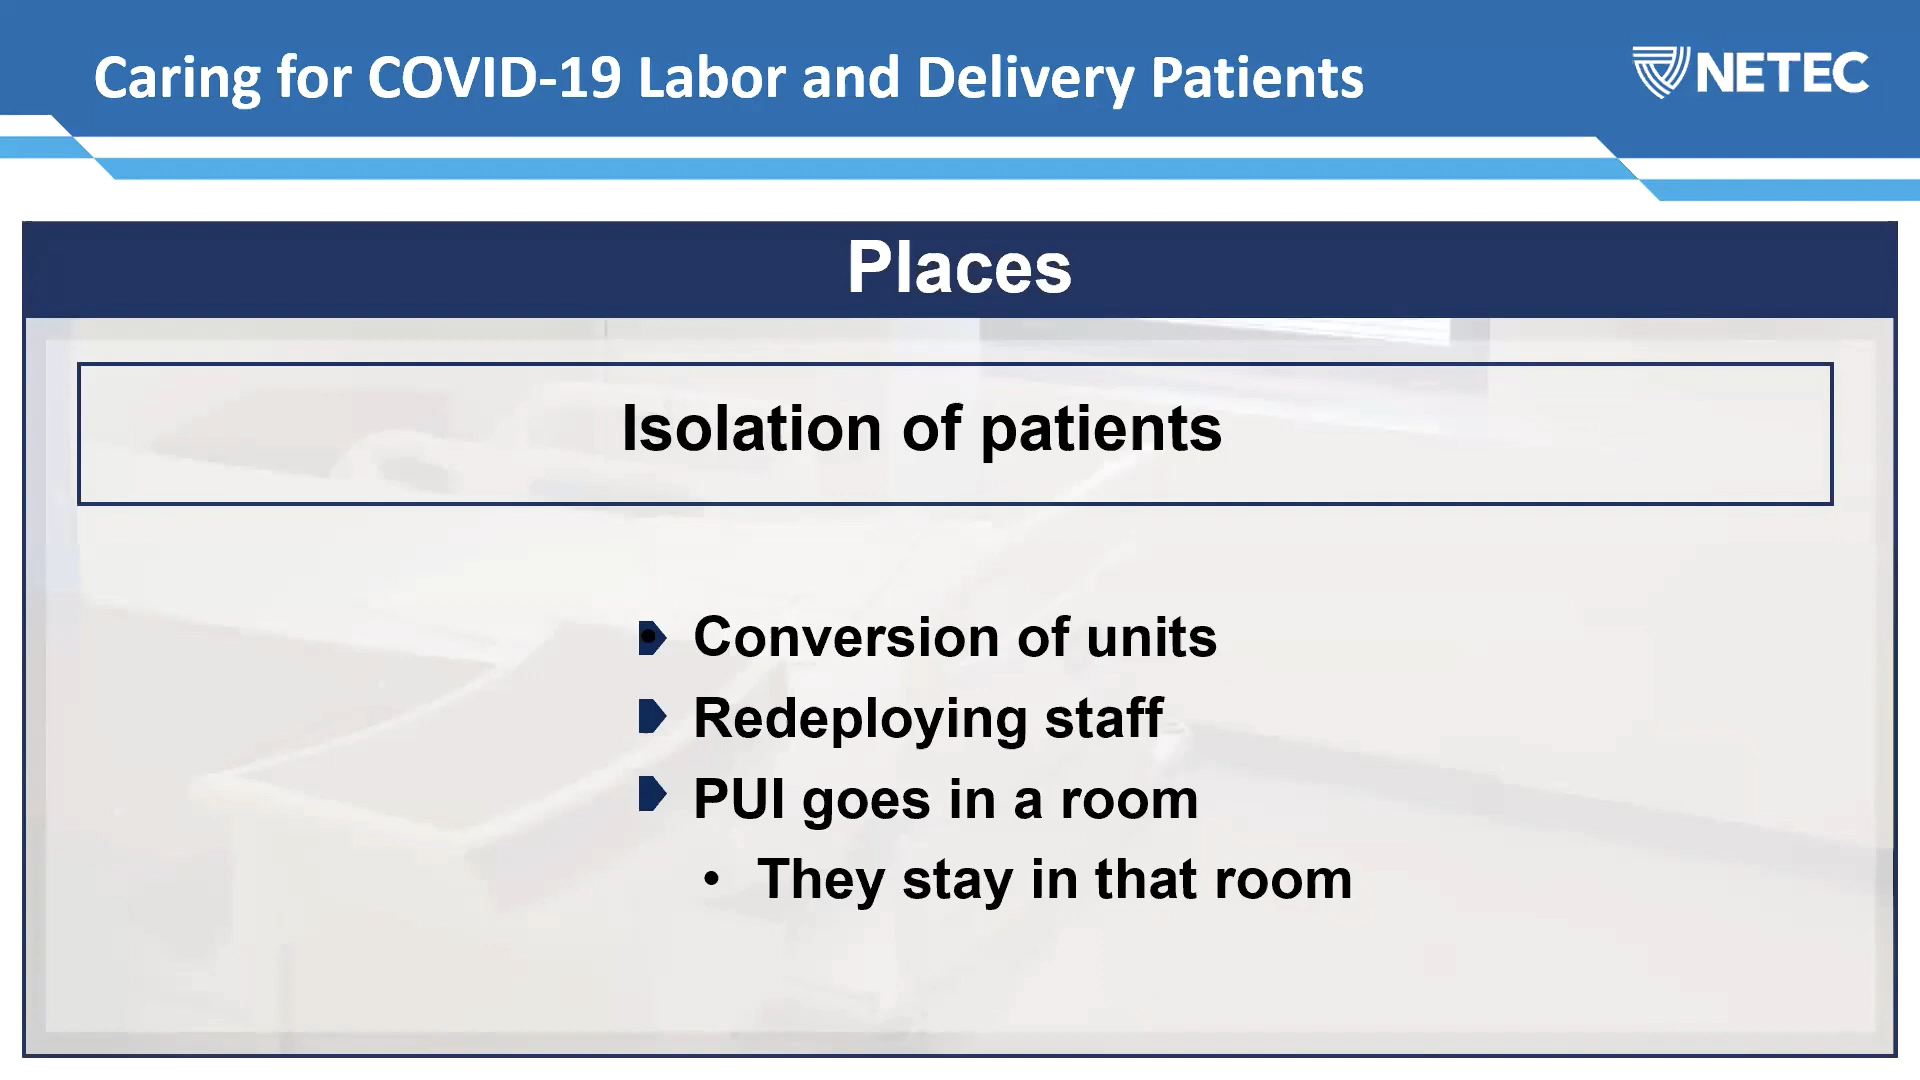 Caring for COVID-19 Labor and Delivery Patients
NETEC
Places
Isolation of patients
Conversion of units
Redeploying staff
PUI goes in a room
• They stay in that room